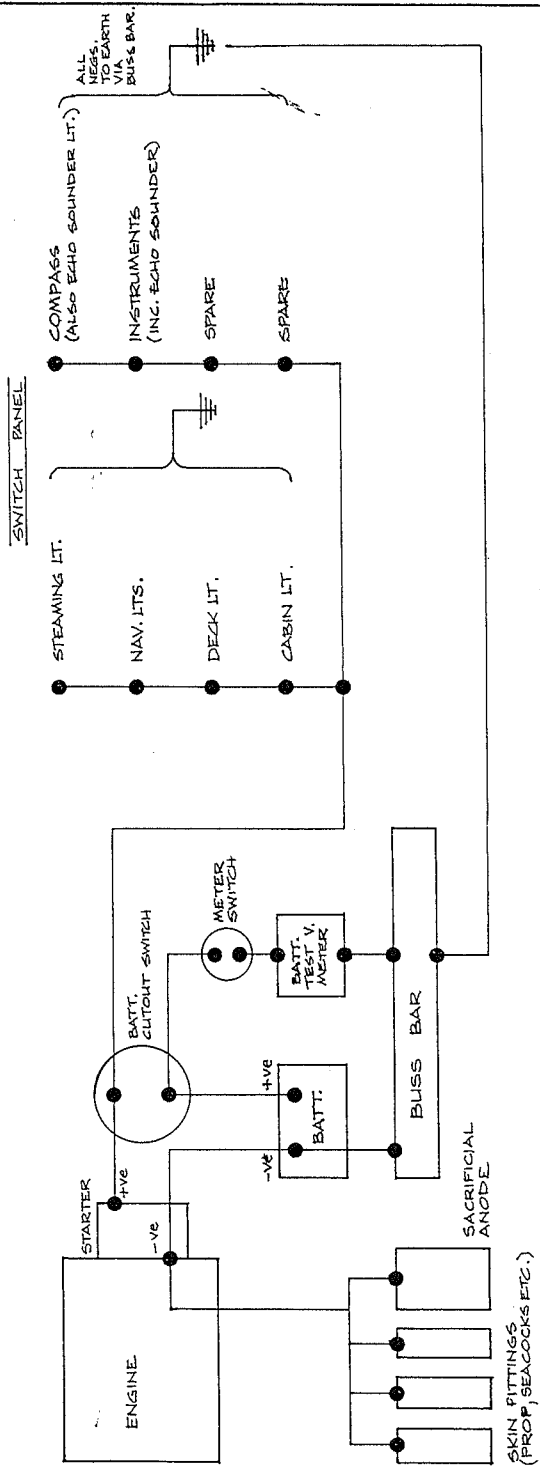 SWITCH PANEL
STEAMING LT.
NAV. LTS.
DECK LT.
CABIN LT.
COMPASS
(ALSO ECHO SOUNDER LT.)
INSTRUMENTS
(INC. ECHO SOUNDER)
SPARE
SPARE
ALL
NEGS.
TO EARTH
VIA
BUSS BAR.
ENGINE
STARTER
+ve
-ve
BATT.
CUTOUT SWITCH
METER
SWITCH
-ve
+ve
BATT.
BATT.
TEST V.
METER
BUSS BAR
SACRIFICIAL
ANODE
SKIN FITTINGS
(PROP, SEACOCKS ETC.)